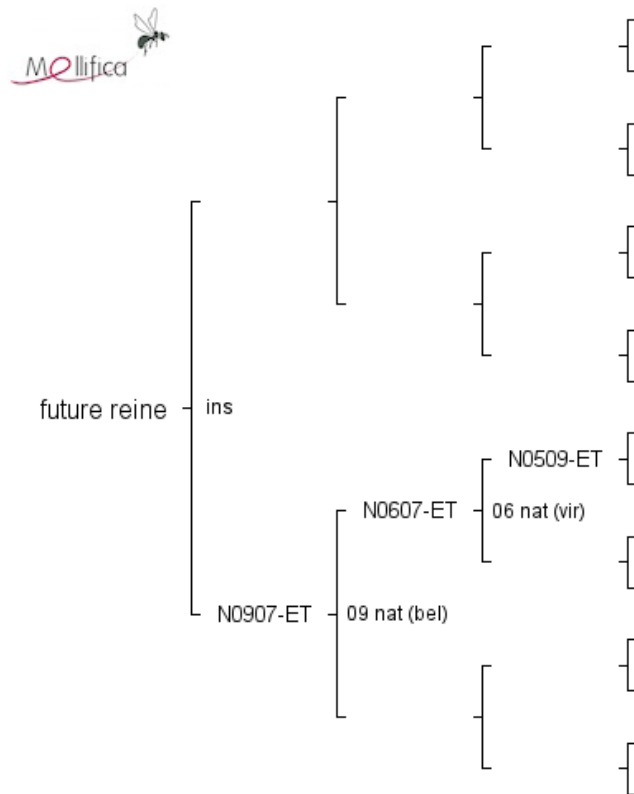 Mellifica
future reine
ins
N0509-ET
N0607-ET
06 nat (vir)
N0907-ET
09 nat (bel)